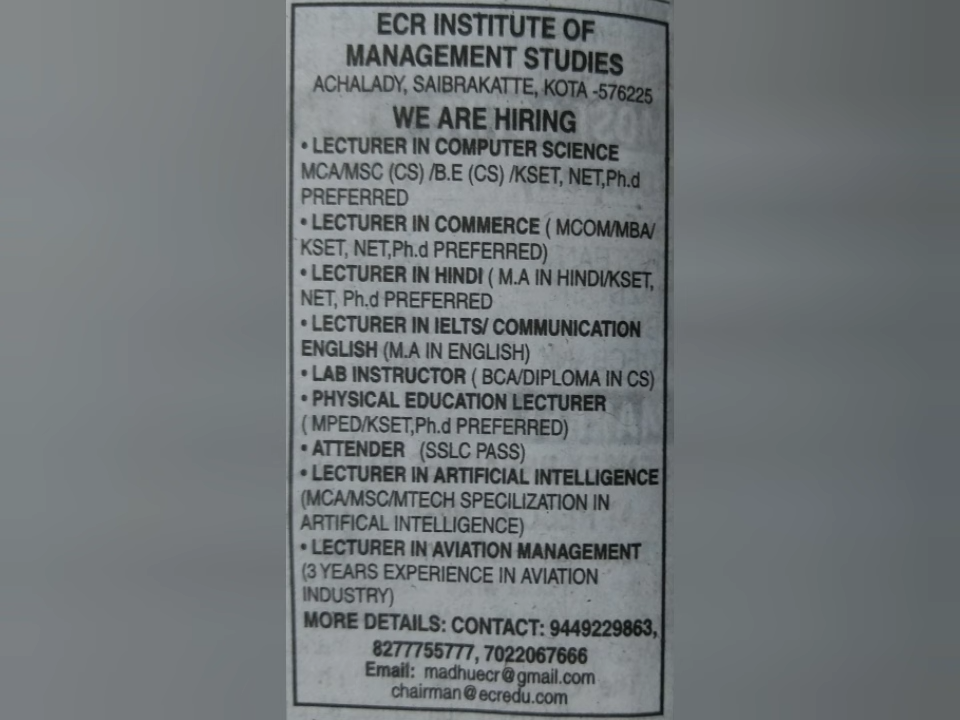 ECR INSTITUTE OF
MANAGEMENT STUDIES
ACHALADY, SAIBRAKATTE, KOTA -576225
WE ARE HIRING
• LECTURER IN COMPUTER SCIENCE
MCA/MSC (CS) /B.E (CS) /KSET, NET,Ph.d
PREFERRED
• LECTURER IN COMMERCE ( MCOM/MBA/
KSET, NET,Ph.d PREFERRED)
• LECTURER IN HINDI ( M.A IN HINDI/KSET,
NET, Ph.d PREFERRED
• LECTURER IN IELTS/ COMMUNICATION
ENGLISH (M.A IN ENGLISH)
• LAB INSTRUCTOR ( BCA/DIPLOMA IN CS)
• PHYSICAL EDUCATION LECTURER
( MPED/KSET,Ph.d PREFERRED)
• ATTENDER (SSLC PASS)
• LECTURER IN ARTIFICIAL INTELLIGENCE
(MCA/MSC/MTECH SPECILIZATION IN
ARTIFICAL INTELLIGENCE)
• LECTURER IN AVIATION MANAGEMENT
(3 YEARS EXPERIENCE IN AVIATION
INDUSTRY)
MORE DETAILS: CONTACT: 9449229863,
8277755777, 7022067666
Email: madhuecr@gmail.com
chairman@ecredu.com